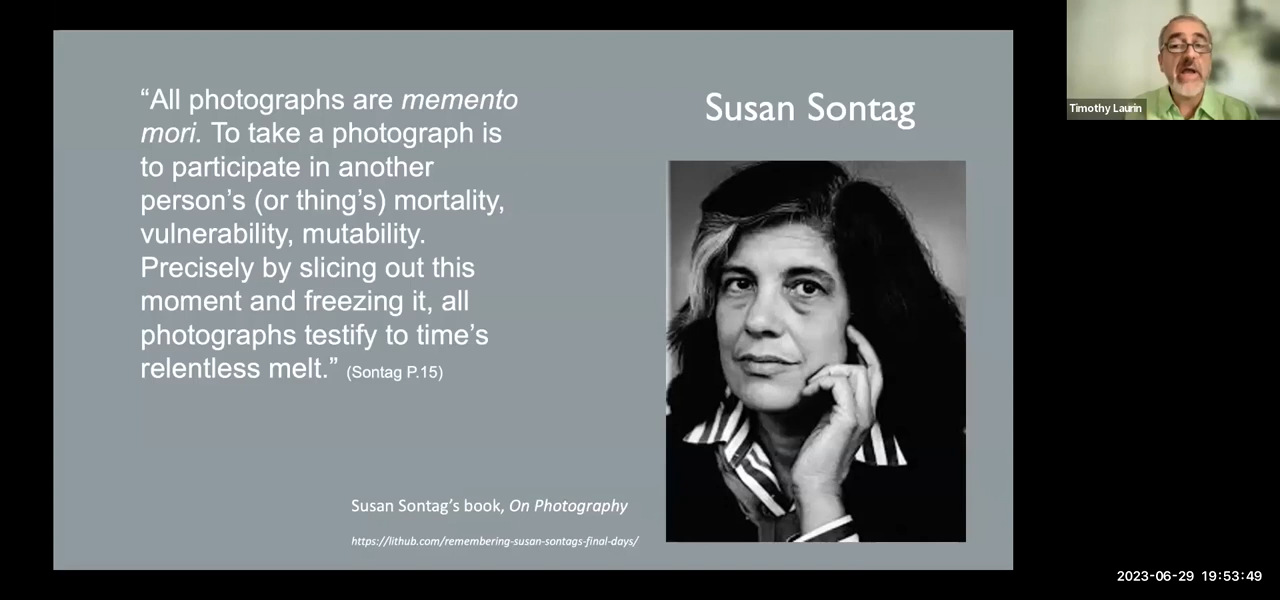 “All photographs are memento
mori. To take a photograph is
to participate in another
person’s (or thing’s) mortality,
vulnerability, mutability.
Precisely by slicing out this
moment and freezing it, all
photographs testify to time’s
relentless melt.” (Sontag P.15)
Susan Sontag
Susan Sontag’s book, On Photography
https://lithub.com/remembering-susan-sontags-final-days/
Timothy Laurin
2023-06-29 19:53:49